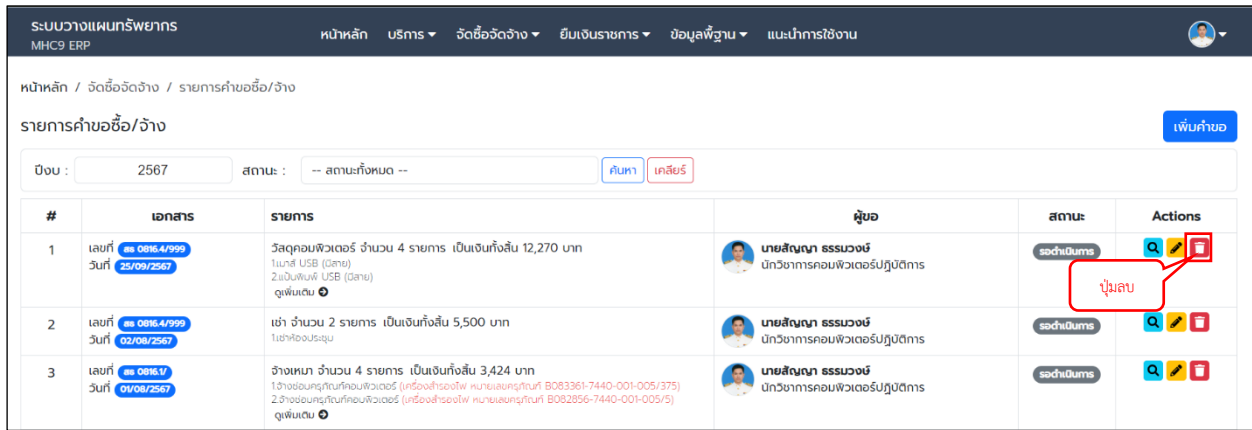 ระบบวางแผนทรัพยากร
MHC9 ERP
หน้าหลัก บริการ จัดซื้อจัดจ้าง ยืมเงินราชการ ข้อมูลพื้ฐาน แนะนำการใช้งาน
หน้าหลัก / จัดซื้อจัดจ้าง / รายการคำขอซื้อ/จ้าง
รายการคำขอซื้อ/จ้าง
เพิ่มคำขอ
ปีงบ : 2567 สถานะ : -- สถานะทั้งหมด -- ค้นหา เคลียร์
# เอกสาร รายการ ผู้ขอ สถานะ Actions
1 เลขที่ สธ 0816.4/999 วัสดุคอมพิวเตอร์ จำนวน 4 รายการ เป็นเงินทั้งสิ้น 12,270 บาท นายสัญญา ธรรมวงษ์ รอดำเนินการ
วันที่ 25/09/2567 1.เมาส์ USB (มีสาย) นักวิชาการคอมพิวเตอร์ปฏิบัติการ
2.แป้นพิมพ์ USB (มีสาย)
ดูเพิ่มเติม
ปุ่มลบ
2 เลขที่ สธ 0816.4/999 เช่า จำนวน 2 รายการ เป็นเงินทั้งสิ้น 5,500 บาท นายสัญญา ธรรมวงษ์ รอดำเนินการ
วันที่ 02/08/2567 1.เช่าห้องประชุม นักวิชาการคอมพิวเตอร์ปฏิบัติการ
3 เลขที่ สธ 0816.1/ จ้างเหมา จำนวน 4 รายการ เป็นเงินทั้งสิ้น 3,424 บาท นายสัญญา ธรรมวงษ์ รอดำเนินการ
วันที่ 01/08/2567 1.จ้างซ่อมครุภัณฑ์คอมพิวเตอร์ (เครื่องสำรองไฟ หมายเลขครุภัณฑ์ B083361-7440-001-005/375) นักวิชาการคอมพิวเตอร์ปฏิบัติการ
2.จ้างซ่อมครุภัณฑ์คอมพิวเตอร์ (เครื่องสำรองไฟ หมายเลขครุภัณฑ์ B082856-7440-001-005/5)
ดูเพิ่มเติม